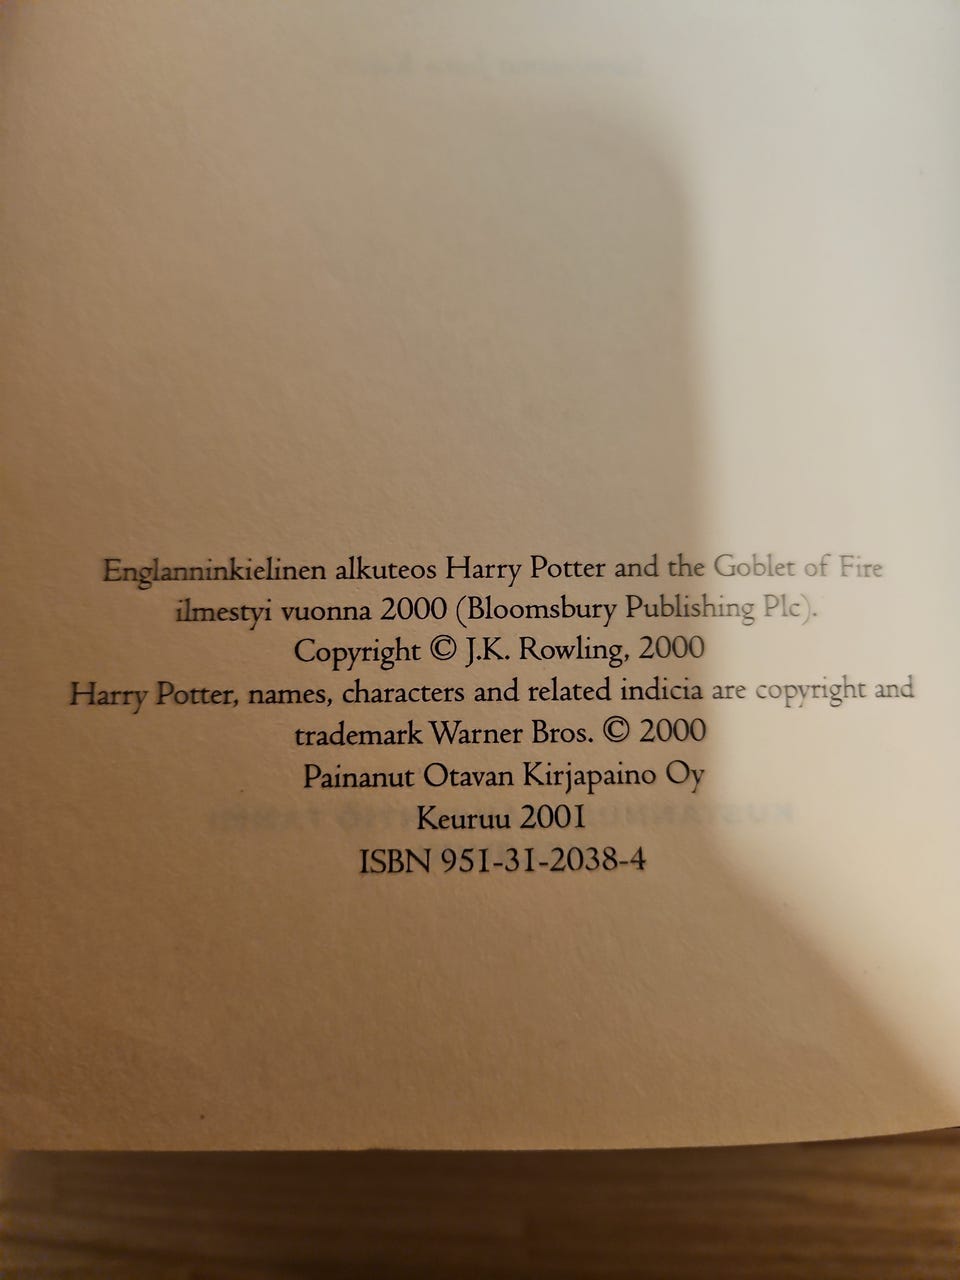 Englanninkielinen alkuteos Harry Potter and the Goblet of Fire
ilmestyi vuonna 2000 (Bloomsbury Publishing Plc).
Copyright © J.K. Rowling, 2000
Harry Potter, names, characters and related indicia are copyright and
trademark Warner Bros. © 2000
Painanut Otavan Kirjapaino Oy
Keuruu 2001
ISBN 951-31-2038-4